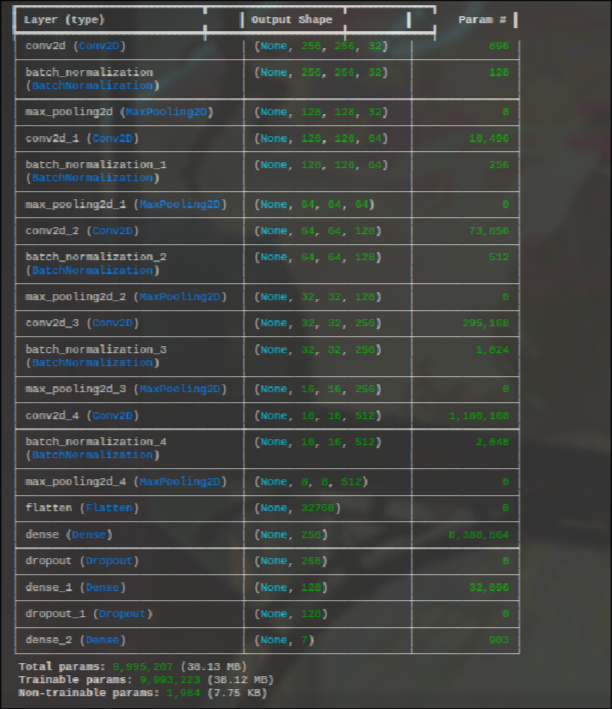 Layer (type) Output Shape Param #
conv2d (Conv2D) (None, 256, 256, 32) 896
batch_normalization (None, 256, 256, 32) 128
(BatchNormalization)
max_pooling2d (MaxPooling2D) (None, 128, 128, 32) 0
conv2d_1 (Conv2D) (None, 128, 128, 64) 18,496
batch_normalization_1 (None, 128, 128, 64) 256
(BatchNormalization)
max_pooling2d_1 (MaxPooling2D) (None, 64, 64, 64) 0
conv2d_2 (Conv2D) (None, 64, 64, 128) 73,856
batch_normalization_2 (None, 64, 64, 128) 512
(BatchNormalization)
max_pooling2d_2 (MaxPooling2D) (None, 32, 32, 128) 0
conv2d_3 (Conv2D) (None, 32, 32, 256) 295,168
batch_normalization_3 (None, 32, 32, 256) 1,024
(BatchNormalization)
max_pooling2d_3 (MaxPooling2D) (None, 16, 16, 256) 0
conv2d_4 (Conv2D) (None, 16, 16, 512) 1,180,160
batch_normalization_4 (None, 16, 16, 512) 2,048
(BatchNormalization)
max_pooling2d_4 (MaxPooling2D) (None, 8, 8, 512) 0
flatten (Flatten) (None, 32768) 0
dense (Dense) (None, 256) 8,388,864
dropout (Dropout) (None, 256) 0
dense_1 (Dense) (None, 128) 32,896
dropout_1 (Dropout) (None, 128) 0
dense_2 (Dense) (None, 7) 903
Total params: 9,995,207 (38.13 MB)
Trainable params: 9,993,223 (38.12 MB)
Non-trainable params: 1,984 (7.75 KB)